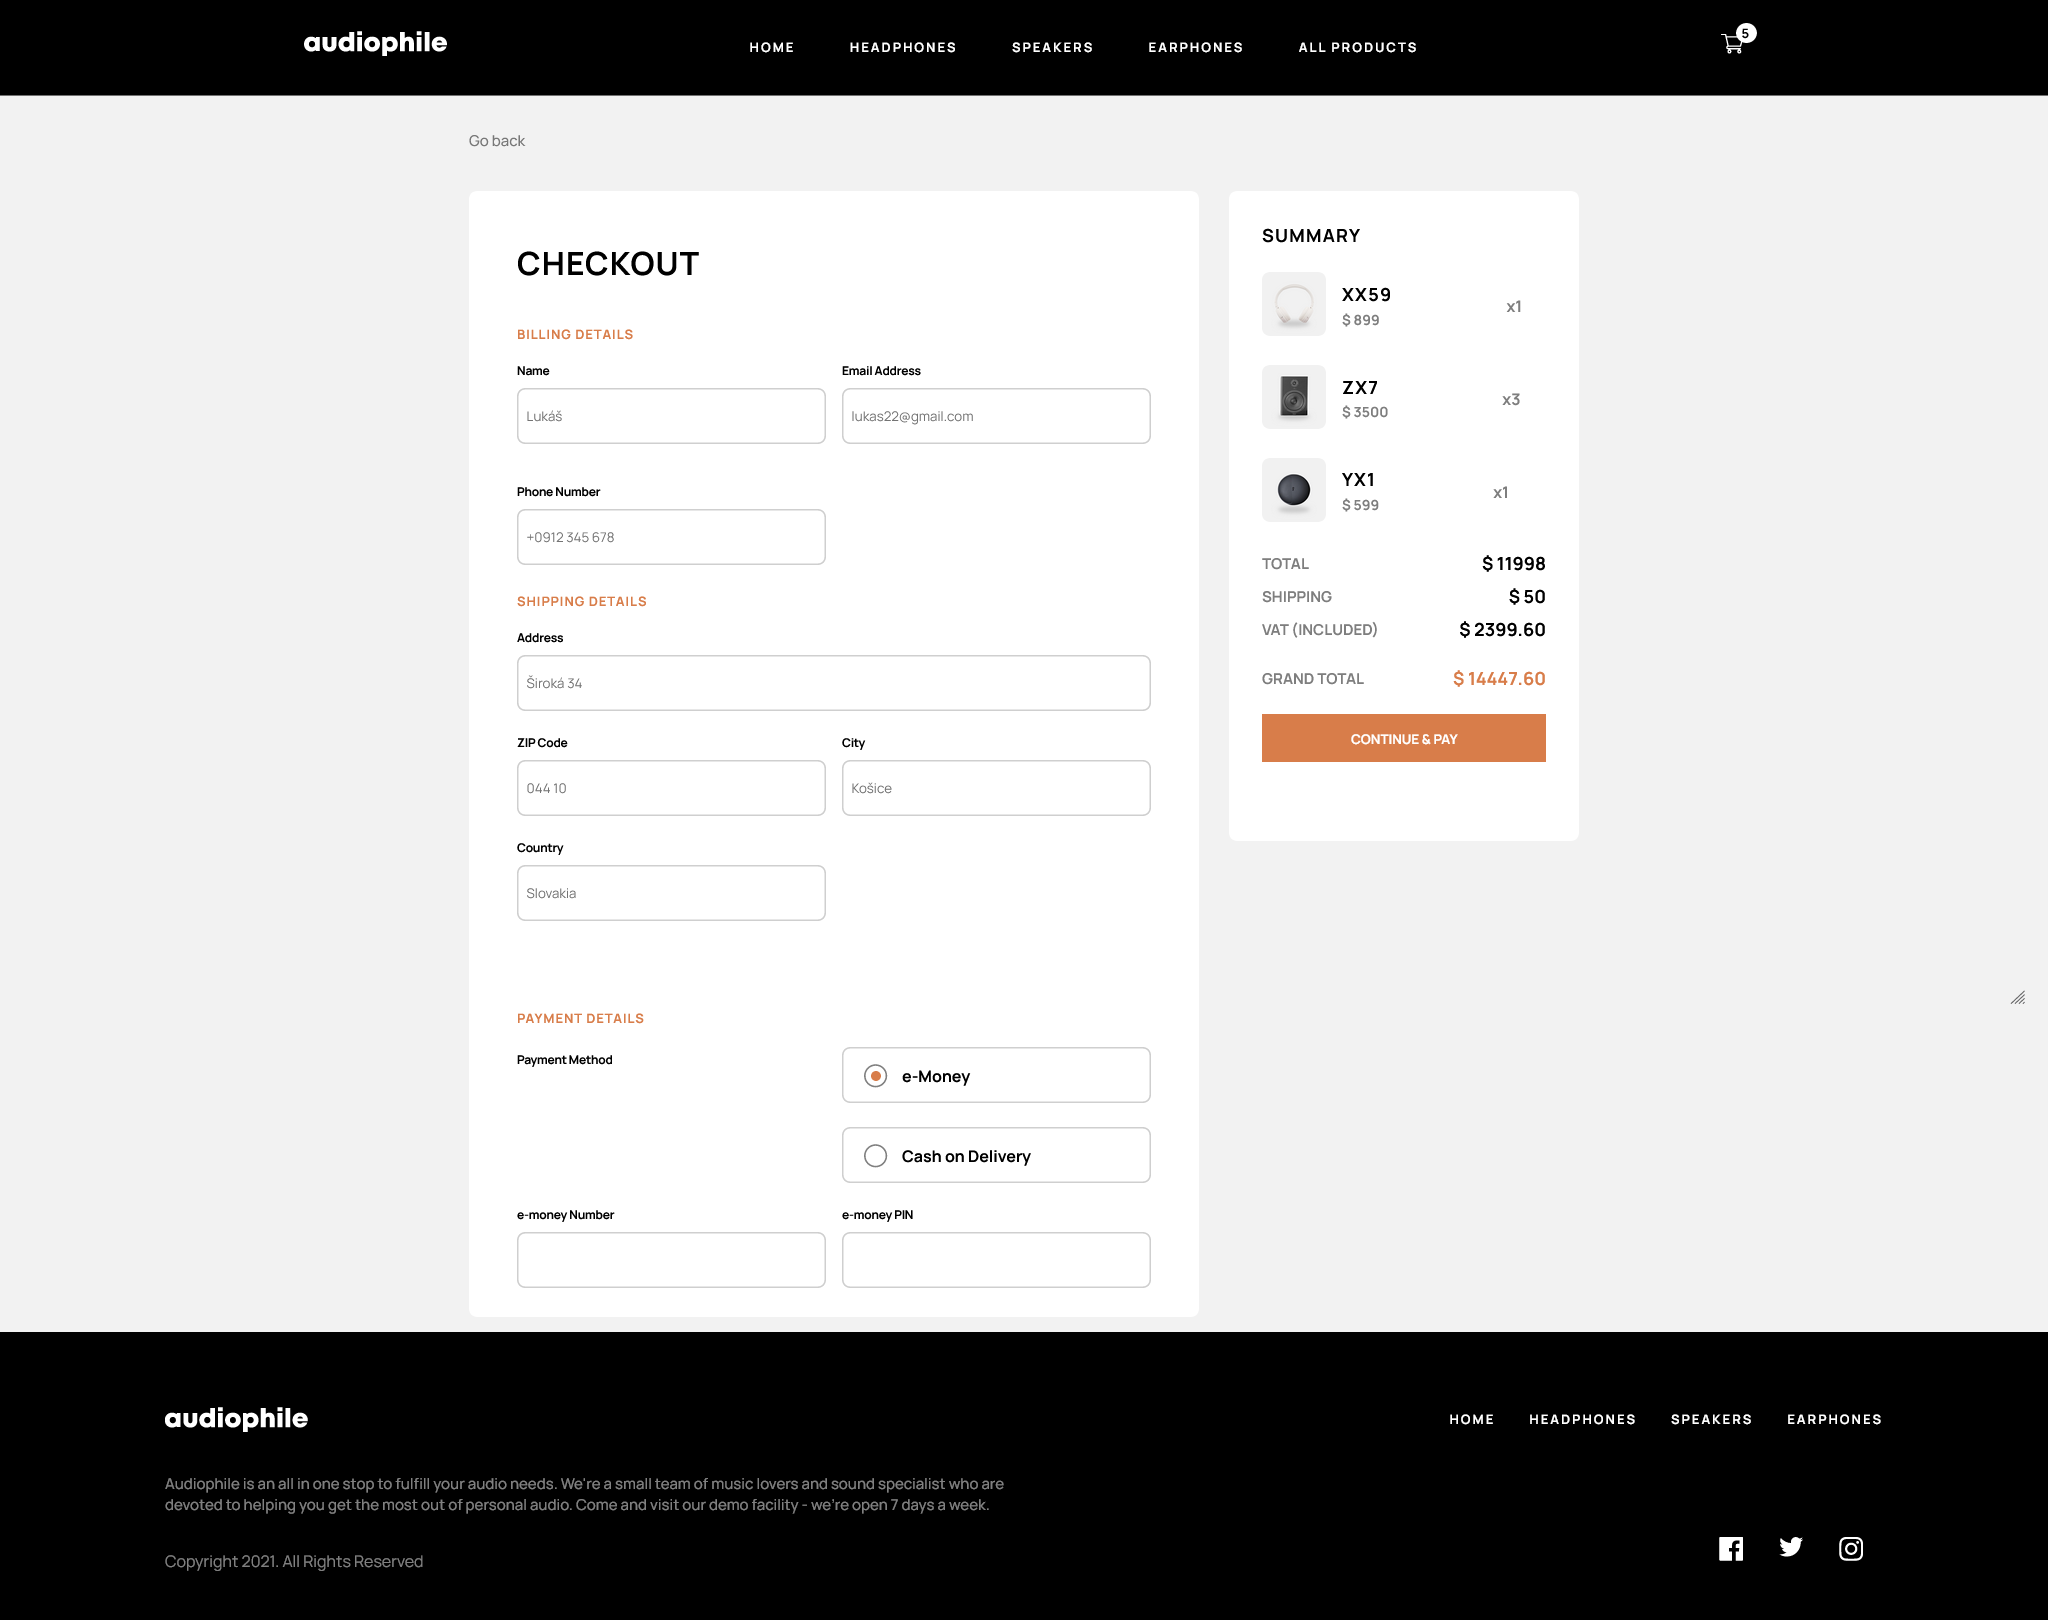 audiophile
HOME HEADPHONES SPEAKERS EARPHONES ALL PRODUCTS
5
Go back
CHECKOUT
BILLING DETAILS
Name Email Address
Lukáš lukas22@gmail.com
Phone Number
+0912 345 678
SHIPPING DETAILS
Address
Široká 34
ZIP Code City
044 10 Košice
Country
Slovakia
PAYMENT DETAILS
Payment Method
e-Money
Cash on Delivery
e-money Number e-money PIN
SUMMARY
XX59
$ 899
x1
ZX7
$ 3500
x3
YX1
$ 599
x1
TOTAL $ 11998
SHIPPING $ 50
VAT (INCLUDED) $ 2399.60
GRAND TOTAL $ 14447.60
CONTINUE & PAY
audiophile
HOME HEADPHONES SPEAKERS EARPHONES
Audiophile is an all in one stop to fulfill your audio needs. We're a small team of music lovers and sound specialist who are
devoted to helping you get the most out of personal audio. Come and visit our demo facility - we're open 7 days a week.
Copyright 2021. All Rights Reserved